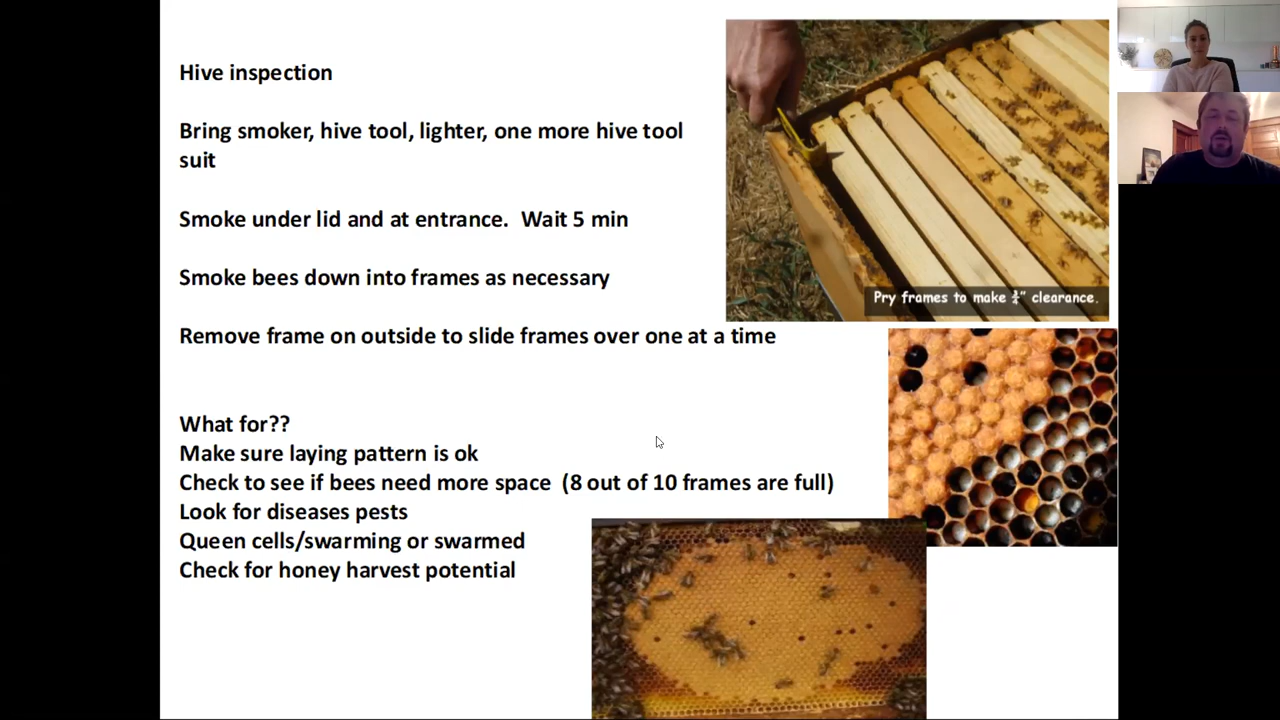 Hive inspection
Bring smoker, hive tool, lighter, one more hive tool
suit
Smoke under lid and at entrance.  Wait 5 min
Smoke bees down into frames as necessary
Remove frame on outside to slide frames over one at a time
What for??
Make sure laying pattern is ok
Check to see if bees need more space  (8 out of 10 frames are full)
Look for diseases pests
Queen cells/swarming or swarmed
Check for honey harvest potential
Pry frames to make ¾" clearance.